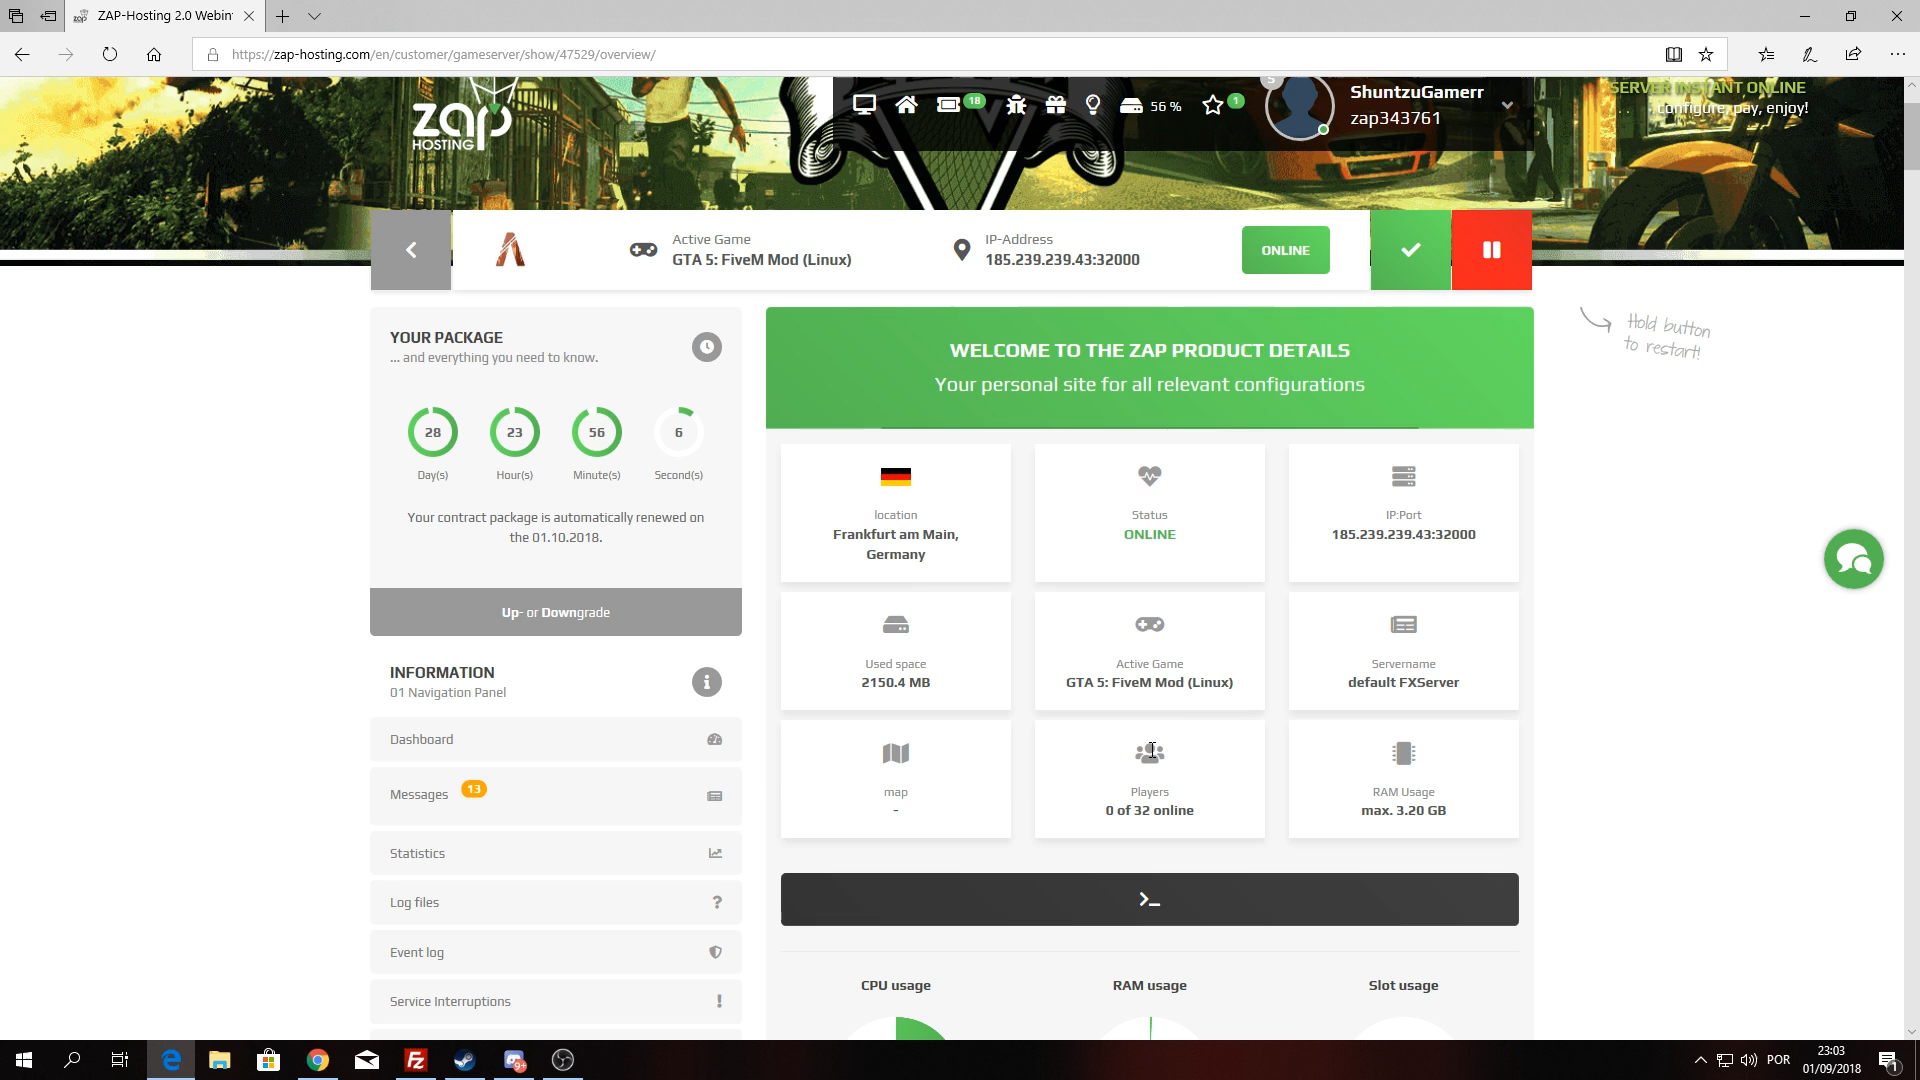 ZAP-Hosting 2.0 Webin
https://zap-hosting.com/en/customer/gameserver/show/47529/overview/
zap
HOSTING
18
56 %
1
S
ShuntzuGamerr
zap343761
SERVER INSTANT ONLINE
configure, pay, enjoy!
Active Game
GTA 5: FiveM Mod (Linux)
IP-Address
185.239.239.43:32000
ONLINE
Hold button
to restart!
YOUR PACKAGE
... and everything you need to know.
28
23
56
6
Day(s)
Hour(s)
Minute(s)
Second(s)
Your contract package is automatically renewed on
the 01.10.2018.
Up- or Downgrade
INFORMATION
01 Navigation Panel
Dashboard
Messages
13
Statistics
Log files
Event log
Service Interruptions
WELCOME TO THE ZAP PRODUCT DETAILS
Your personal site for all relevant configurations
location
Frankfurt am Main,
Germany
Status
ONLINE
IP:Port
185.239.239.43:32000
Used space
2150.4 MB
Active Game
GTA 5: FiveM Mod (Linux)
Servername
default FXServer
map
-
Players
0 of 32 online
RAM Usage
max. 3.20 GB
CPU usage
RAM usage
Slot usage
9+
POR
23:03
01/09/2018
1